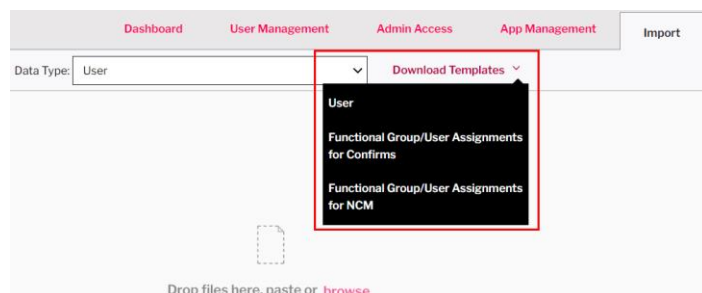 Dashboard User Management Admin Access App Management Import
Data Type: User Download Templates
User
Functional Group/User Assignments
for Confirms
Functional Group/User Assignments
for NCM
Drop files here, paste or browse